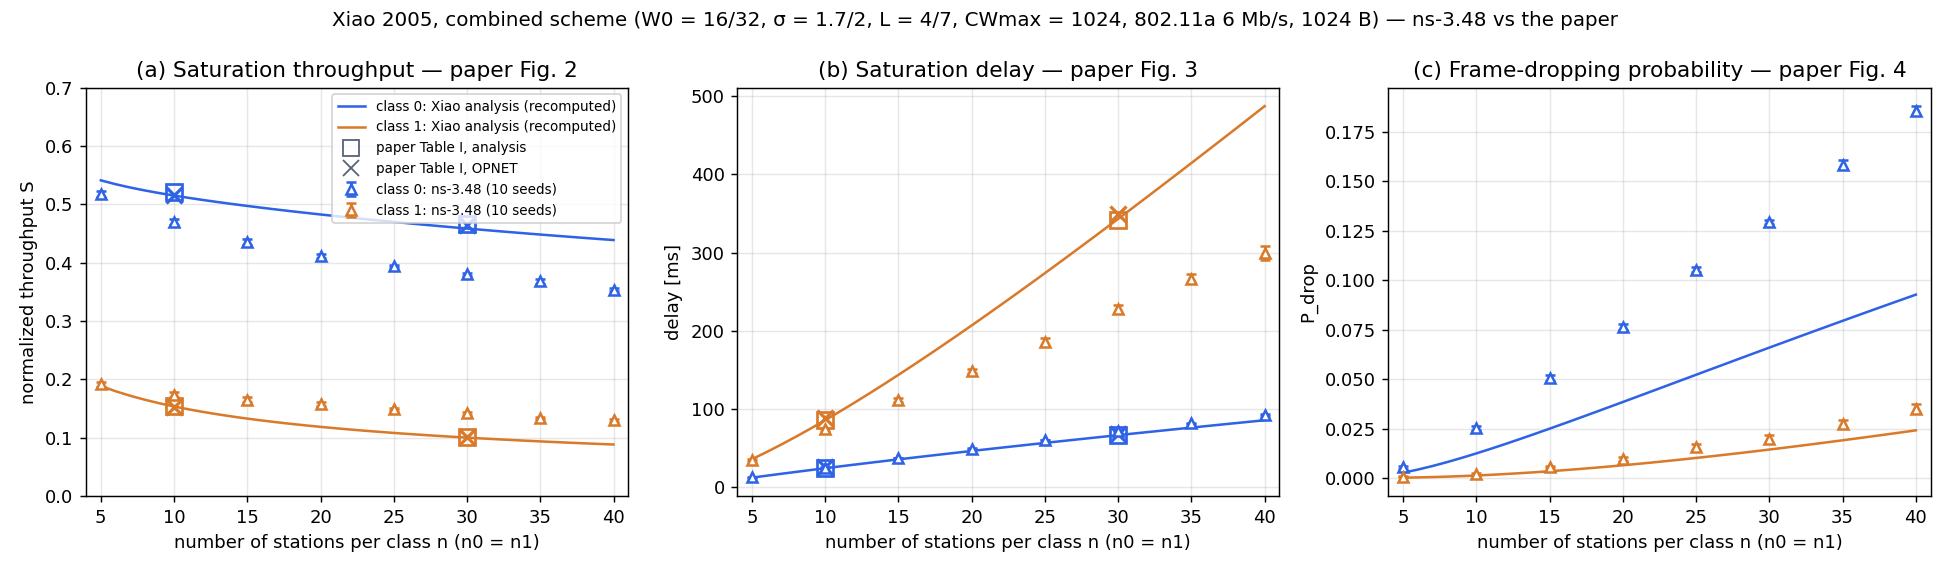 Xiao 2005, combined scheme (W0 = 16/32, σ = 1.7/2, L = 4/7, CWmax = 1024, 802.11a 6 Mb/s, 1024 B) — ns-3.48 vs the paper
(a) Saturation throughput — paper Fig. 2
normalized throughput S
0.7
0.6
0.5
0.4
0.3
0.2
0.1
0.0
class 0: Xiao analysis (recomputed)
class 1: Xiao analysis (recomputed)
paper Table I, analysis
paper Table I, OPNET
class 0: ns-3.48 (10 seeds)
class 1: ns-3.48 (10 seeds)
5 10 15 20 25 30 35 40
number of stations per class n (n0 = n1)
(b) Saturation delay — paper Fig. 3
delay [ms]
500
400
300
200
100
0
5 10 15 20 25 30 35 40
number of stations per class n (n0 = n1)
(c) Frame-dropping probability — paper Fig. 4
P_drop
0.175
0.150
0.125
0.100
0.075
0.050
0.025
0.000
5 10 15 20 25 30 35 40
number of stations per class n (n0 = n1)